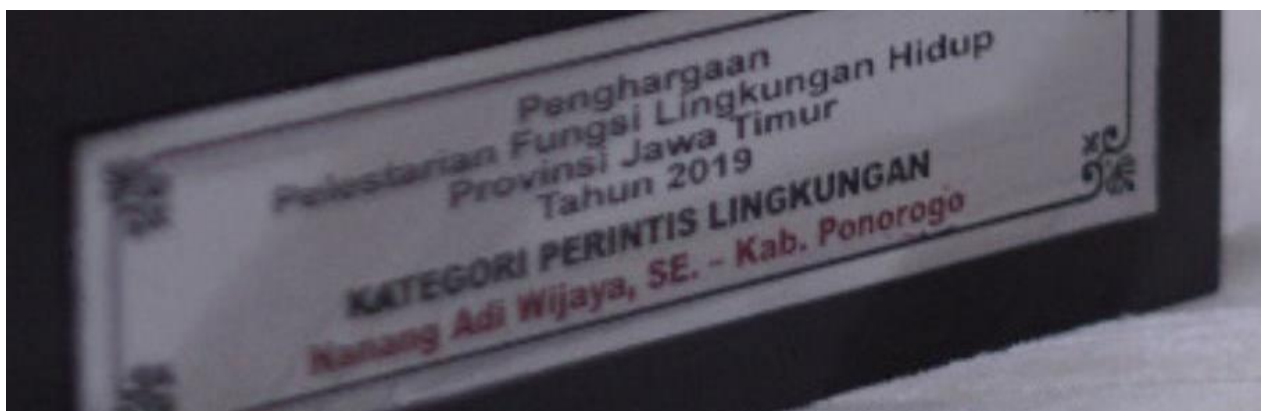 Penghargaan
Pelestarian Fungsi Lingkungan Hidup
Provinsi Jawa Timur
Tahun 2019
KATEGORI PERINTIS LINGKUNGAN
Nanang Adi Wijaya, SE. - Kab. Ponorogo